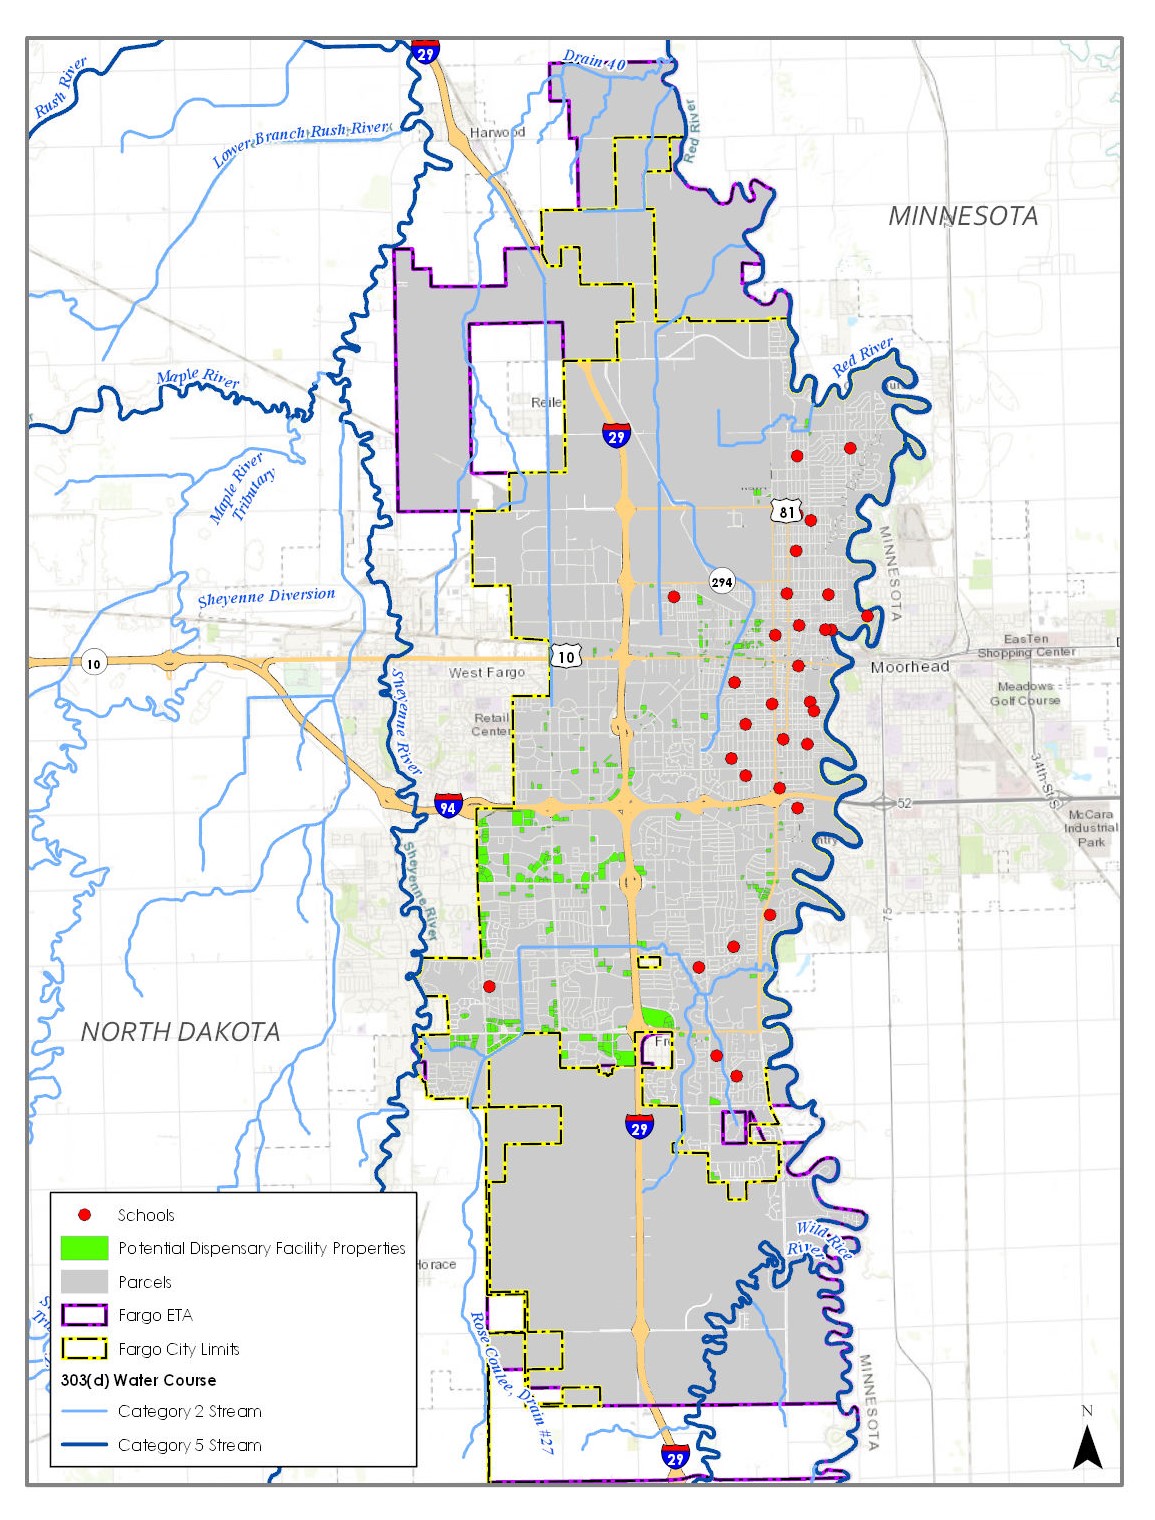 29
Drain 40
Rush River
Harwood
Red River
Lower Branch Rush River
MINNESOTA
Red River
Maple River
29
Maple River
Tributary
81
MINNESOTA
294
Sheyenne Diversion
EasTen
Shopping Center
10
10
West Fargo
Moorhead
Meadows
Golf Course
Sheyenne River
Retail
Center
34th St S
94
52
McCara
Industrial
Park
Sheyenne River
75
NORTH DAKOTA
29
Wild Rice
River
Rose Coulee, Drain #27
MINNESOTA
29
Schools
Potential Dispensary Facility Properties
Parcels
Fargo ETA
Fargo City Limits
303(d) Water Course
Category 2 Stream
Category 5 Stream
N